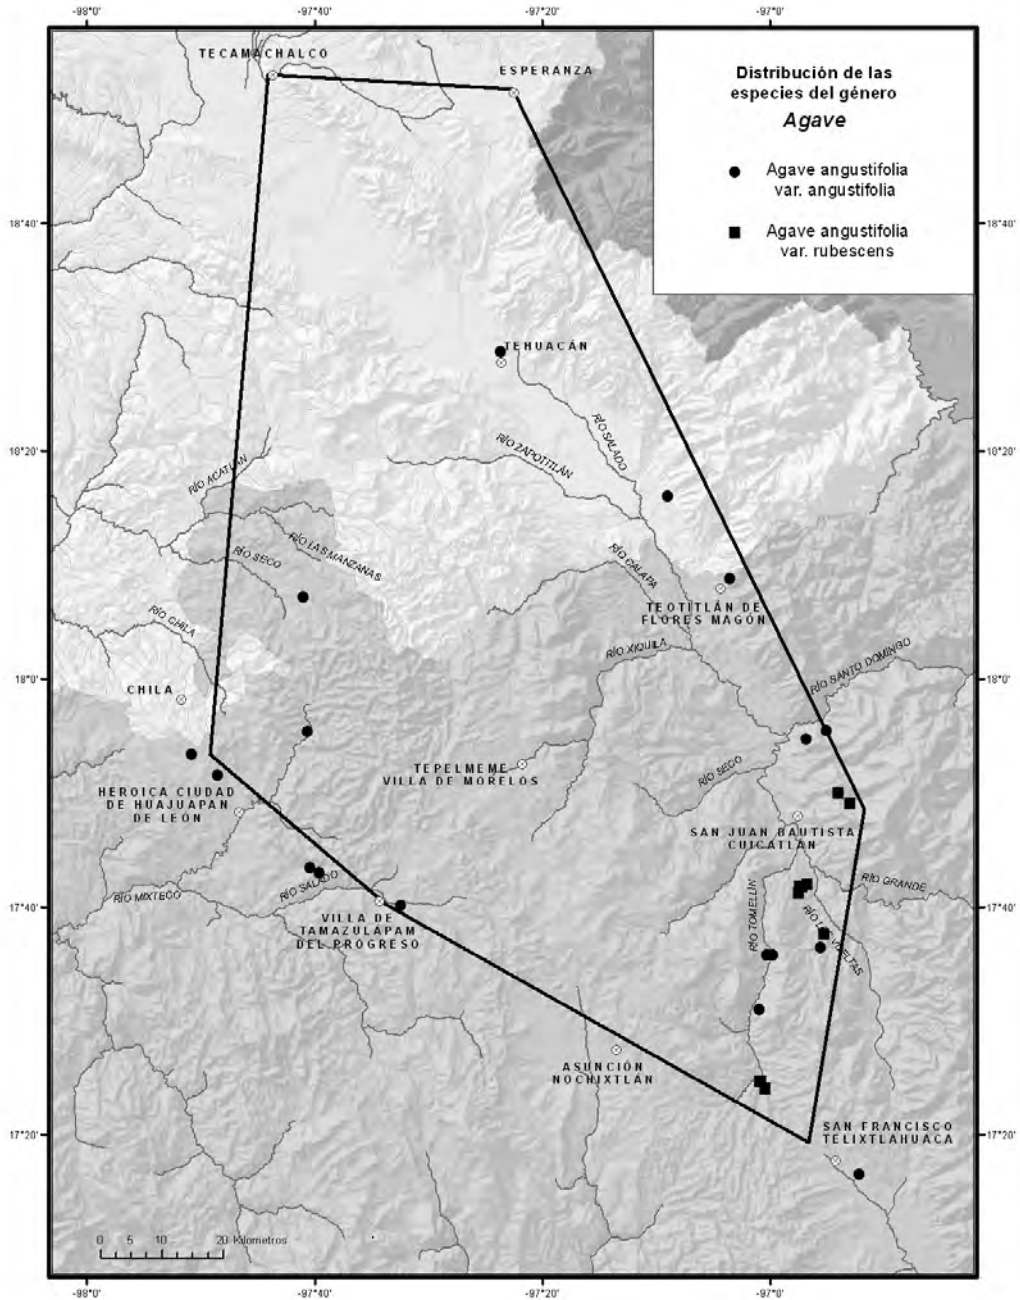 -98°0'
-97°40'
-97°20'
-97°0'
TECAMACHALCO
ESPERANZA
Distribución de las
especies del género
Agave
Agave angustifolia
var. angustifolia
Agave angustifolia
var. rubescens
18°40'
18°40'
TEHUACÁN
RÍO SALADO
RÍO ZAPOTITLÁN
18°20'
18°20'
RÍO ACATLÁN
RÍO LAS MANZANAS
RÍO SECO
RÍO CALAPA
TEOTITLÁN DE
FLORES MAGÓN
RÍO CHILA
RÍO XIQUILA
RÍO SANTO DOMINGO
18°0'
18°0'
CHILA
TEPELMEME
VILLA DE MORELOS
RÍO SECO
HEROICA CIUDAD
DE HUAJUAPAN
DE LEÓN
SAN JUAN BAUTISTA
CUICATLÁN
RÍO SALADO
RÍO MIXTECO
RÍO GRANDE
17°40'
17°40'
VILLA DE
TAMAZULÁPAM
DEL PROGRESO
RÍO TOMELLÍN
RÍO LAS VUELTAS
ASUNCIÓN
NOCHIXTLÁN
SAN FRANCISCO
TELIXTLAHUACA
17°20'
17°20'
0 5 10 20 Kilometros
-98°0'
-97°40'
-97°20'
-97°0'